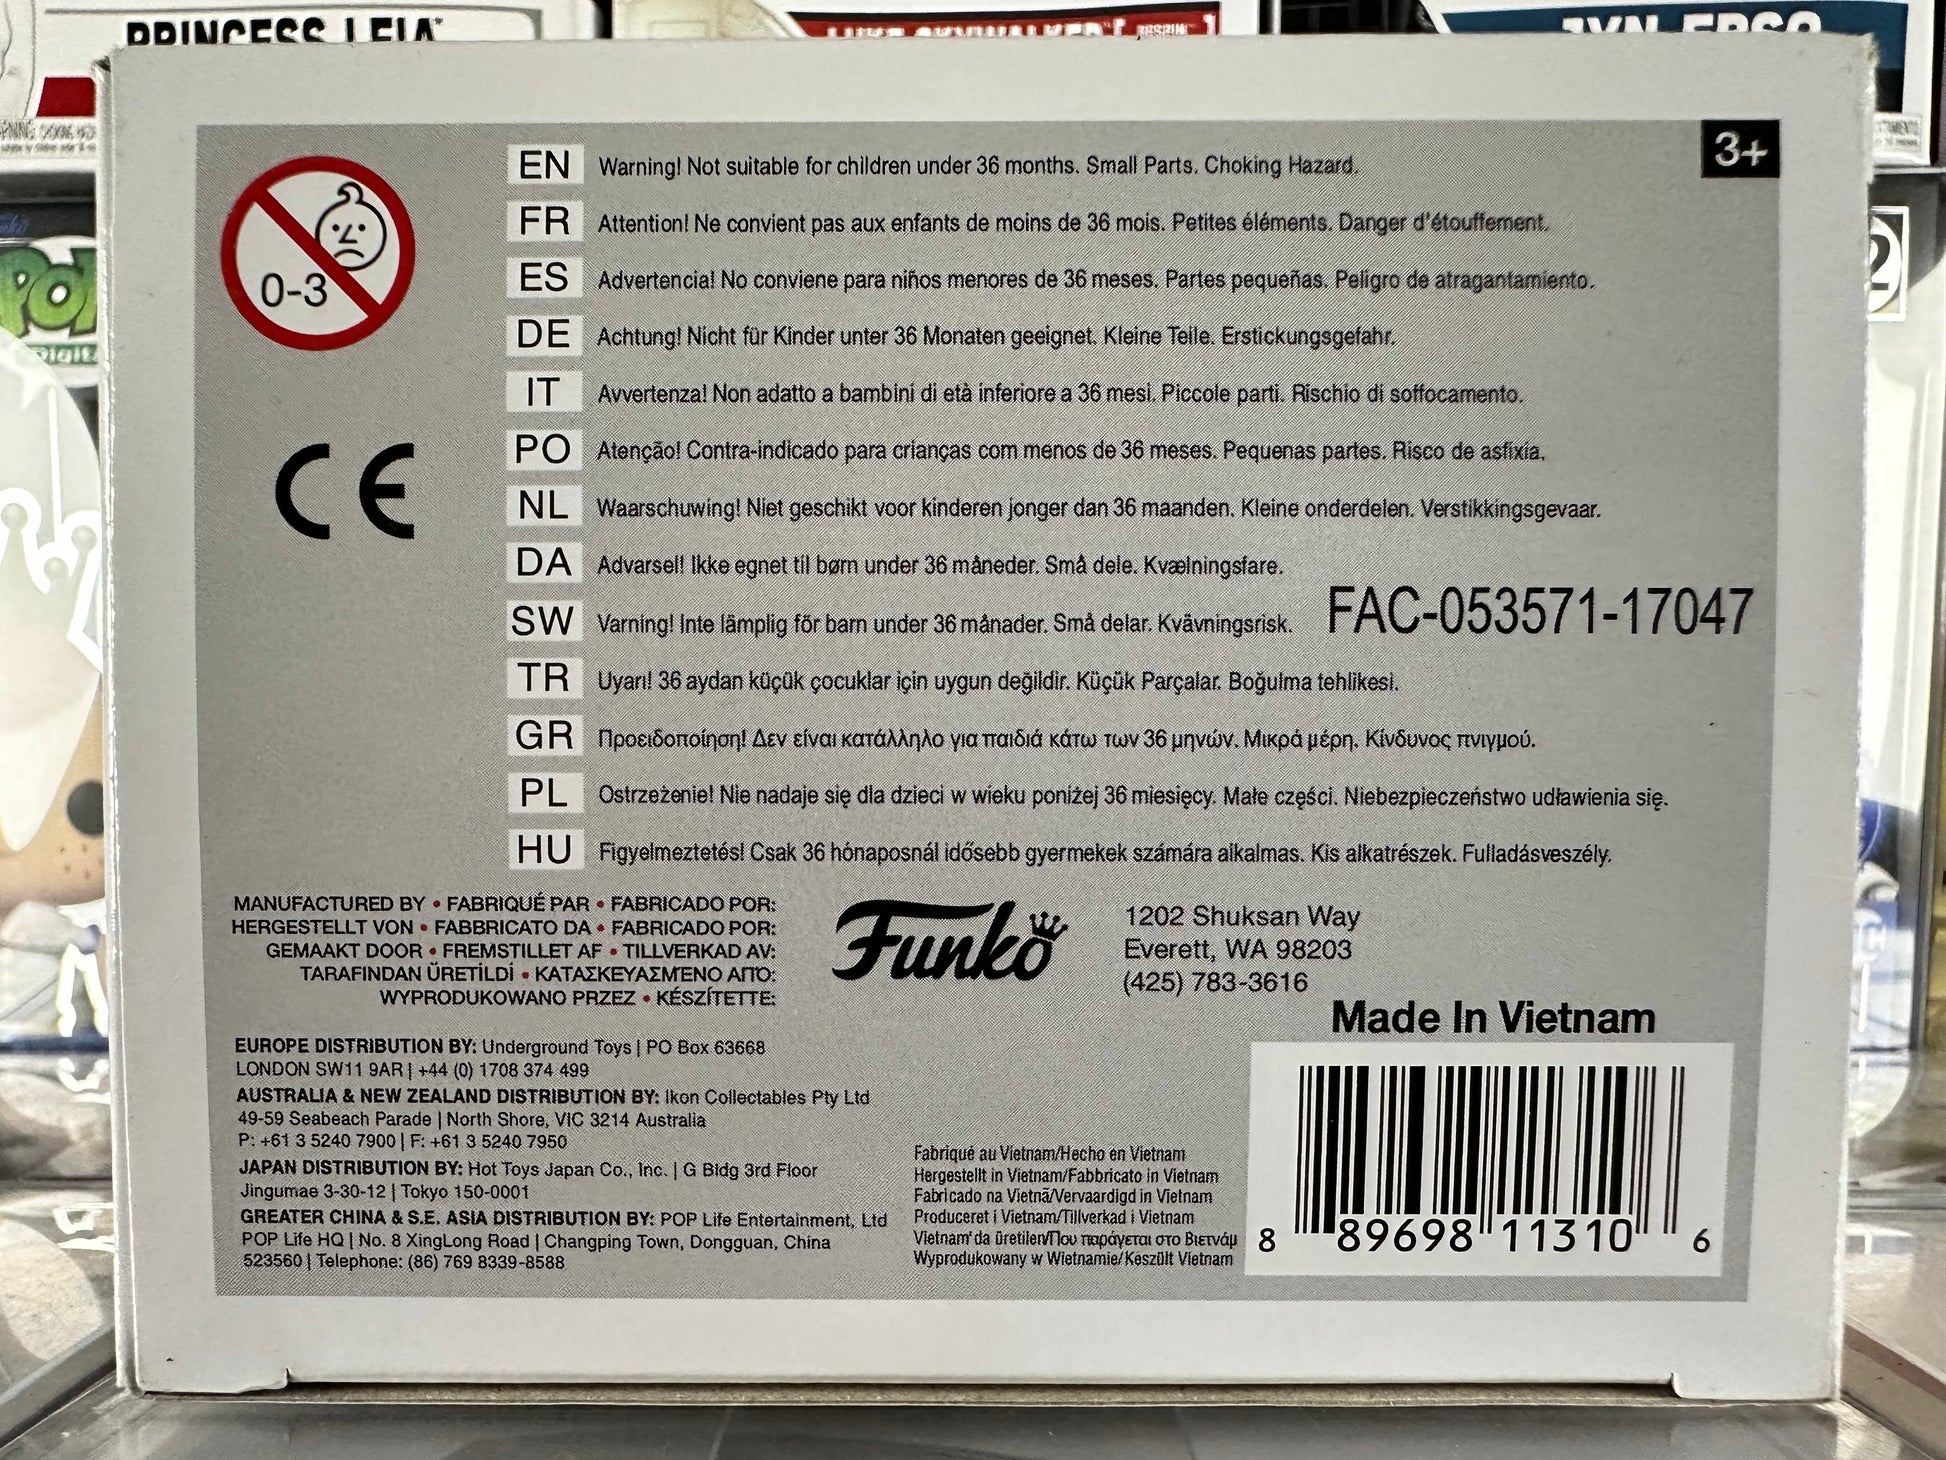 PRINCESS LEIA
3+
0-3
EN Warning! Not suitable for children under 36 months. Small Parts. Choking Hazard.
FR Attention! Ne convient pas aux enfants de moins de 36 mois. Petites éléments. Danger d'étouffement.
ES Advertencia! No conviene para niños menores de 36 meses. Partes pequeñas. Peligro de atragantamiento.
DE Achtung! Nicht für Kinder unter 36 Monaten geeignet. Kleine Teile. Erstickungsgefahr.
IT Avvertenza! Non adatto a bambini di età inferiore a 36 mesi. Piccole parti. Rischio di soffocamento.
CE
PO Atenção! Contra-indicado para crianças com menos de 36 meses. Pequenas partes. Risco de asfixia.
NL Waarschuwing! Niet geschikt voor kinderen jonger dan 36 maanden. Kleine onderdelen. Verstikkingsgevaar.
DA Advarsel! Ikke egnet til børn under 36 måneder. Små dele. Kvælningsfare.
SW Varning! Inte lämplig för barn under 36 månader. Små delar. Kvävningsrisk.
FAC-053571-17047
TR Uyarı! 36 aydan küçük çocuklar için uygun değildir. Küçük Parçalar. Boğulma tehlikesi.
GR Προειδοποίηση! Δεν είναι κατάλληλο για παιδιά κάτω των 36 μηνών. Μικρά μέρη. Κίνδυνος πνιγμού.
PL Ostrzeżenie! Nie nadaje się dla dzieci w wieku poniżej 36 miesięcy. Małe części. Niebezpieczeństwo udławienia się.
HU Figyelmeztetés! Csak 36 hónaposnál idősebb gyermekek számára alkalmas. Kis alkatrészek. Fulladásveszély.
MANUFACTURED BY • FABRIQUÉ PAR • FABRICADO POR:
HERGESTELLT VON • FABBRICATO DA • FABRICADO POR:
GEMAAKT DOOR • FREMSTILLET AF • TILLVERKAD AV:
TARAFINDAN ÜRETİLDİ • ΚΑΤΑΣΚΕΥΑΣΜΈΝΟ ΑΠΌ:
WYPRODUKOWANO PRZEZ • KÉSZÍTETTE:
Funko
1202 Shuksan Way
Everett, WA 98203
(425) 783-3616
Made In Vietnam
EUROPE DISTRIBUTION BY: Underground Toys | PO Box 63668
LONDON SW11 9AR | +44 (0) 1708 374 499
AUSTRALIA & NEW ZEALAND DISTRIBUTION BY: Ikon Collectables Pty Ltd
49-59 Seabeach Parade | North Shore, VIC 3214 Australia
P: +61 3 5240 7900 | F: +61 3 5240 7950
JAPAN DISTRIBUTION BY: Hot Toys Japan Co., Inc. | G Bldg 3rd Floor
Jingumae 3-30-12 | Tokyo 150-0001
GREATER CHINA & S.E. ASIA DISTRIBUTION BY: POP Life Entertainment, Ltd
POP Life HQ | No. 8 XingLong Road | Changping Town, Dongguan, China
523560 | Telephone: (86) 769 8339-8588
Fabriqué au Vietnam/Hecho en Vietnam
Hergestellt in Vietnam/Fabbricato in Vietnam
Fabricado na Vietnã/Vervaardigd in Vietnam
Produceret i Vietnam/Tillverkad i Vietnam
Vietnam'da üretilen/Που παράγεται στο Βιετνάμ
Wyprodukowany w Wietnamie/Készült Vietnam
8 89698 11310 6